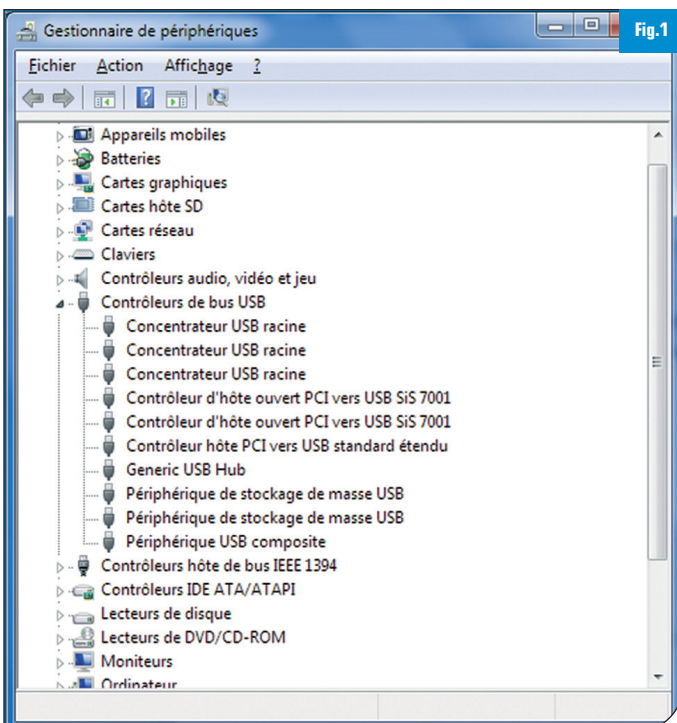 Gestionnaire de périphériques
Fig.1
Fichier Action Affichage ?
Appareils mobiles
Batteries
Cartes graphiques
Cartes hôte SD
Cartes réseau
Claviers
Contrôleurs audio, vidéo et jeu
Contrôleurs de bus USB
Concentrateur USB racine
Concentrateur USB racine
Concentrateur USB racine
Contrôleur d'hôte ouvert PCI vers USB SiS 7001
Contrôleur d'hôte ouvert PCI vers USB SiS 7001
Contrôleur hôte PCI vers USB standard étendu
Generic USB Hub
Périphérique de stockage de masse USB
Périphérique de stockage de masse USB
Périphérique USB composite
Contrôleurs hôte de bus IEEE 1394
Contrôleurs IDE ATA/ATAPI
Lecteurs de disque
Lecteurs de DVD/CD-ROM
Moniteurs
Ordinateur